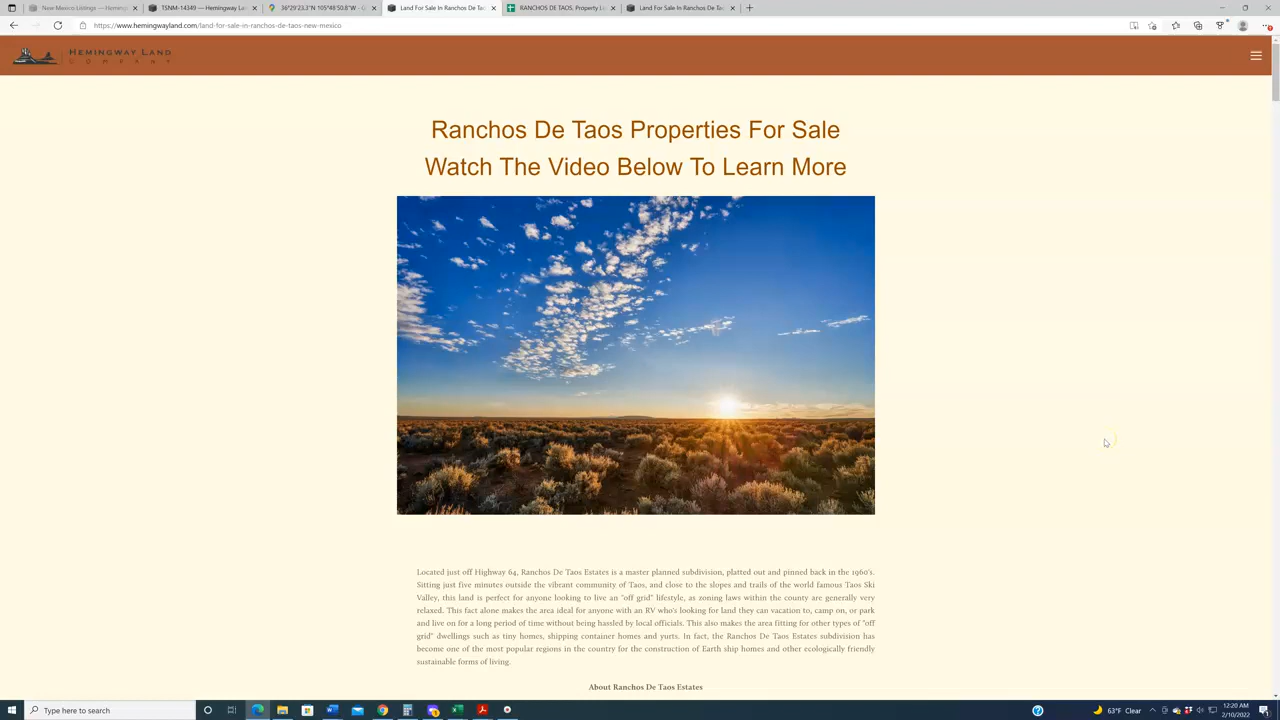 New Mexico Listings — Heming
TSNM-14349 — Hemingway Lan
36°29'23.3"N 105°48'50.8"W - G
Land For Sale In Ranchos De Tao
RANCHOS DE TAOS, Property Li
Land For Sale In Ranchos De Tao
https://www.hemingwayland.com/land-for-sale-in-ranchos-de-taos-new-mexico
HEMINGWAY LAND
COMPANY
Ranchos De Taos Properties For Sale
Watch The Video Below To Learn More
Located just off Highway 64, Ranchos De Taos Estates is a master planned subdivision, platted out and pinned back in the 1960's.
Sitting just five minutes outside the vibrant community of Taos, and close to the slopes and trails of the world famous Taos Ski
Valley, this land is perfect for anyone looking to live an "off grid" lifestyle, as zoning laws within the county are generally very
relaxed. This fact alone makes the area ideal for anyone with an RV who's looking for land they can vacation to, camp on, or park
and live on for a long period of time without being hassled by local officials. This also makes the area fitting for other types of "off
grid" dwellings such as tiny homes, shipping container homes and yurts. In fact, the Ranchos De Taos Estates subdivision has
become one of the most popular regions in the country for the construction of Earth ship homes and other ecologically friendly
sustainable forms of living.
About Ranchos De Taos Estates
Type here to search
63°F Clear
12:20 AM
2/10/2022